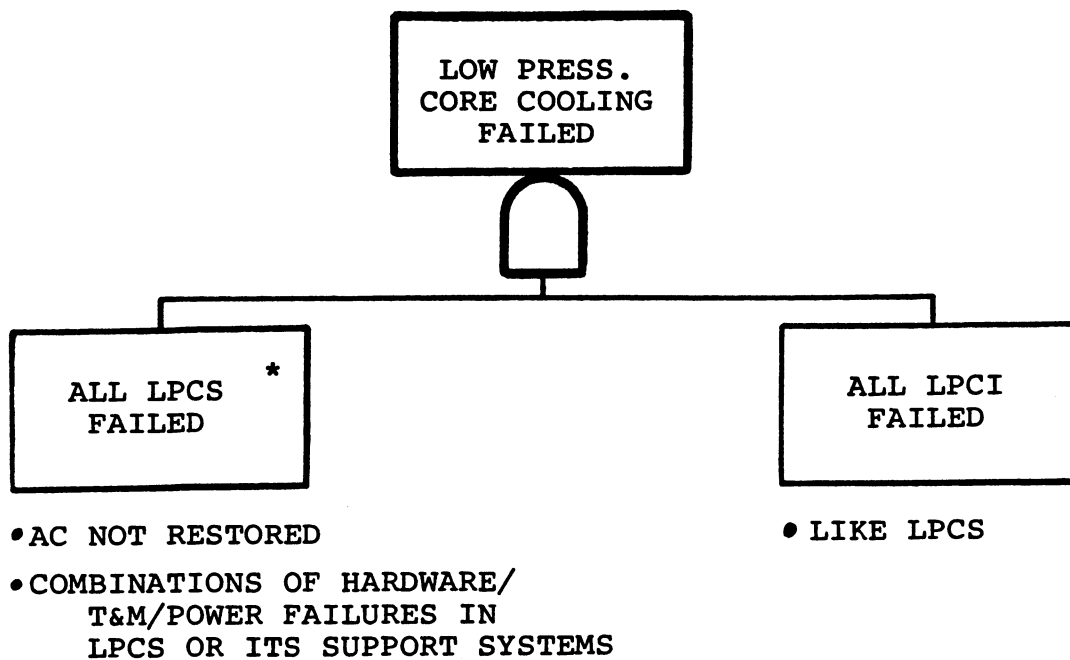 LOW PRESS.
CORE COOLING
FAILED
ALL LPCS *
FAILED
ALL LPCI
FAILED
•AC NOT RESTORED
•COMBINATIONS OF HARDWARE/
T&M/POWER FAILURES IN
LPCS OR ITS SUPPORT SYSTEMS
• LIKE LPCS